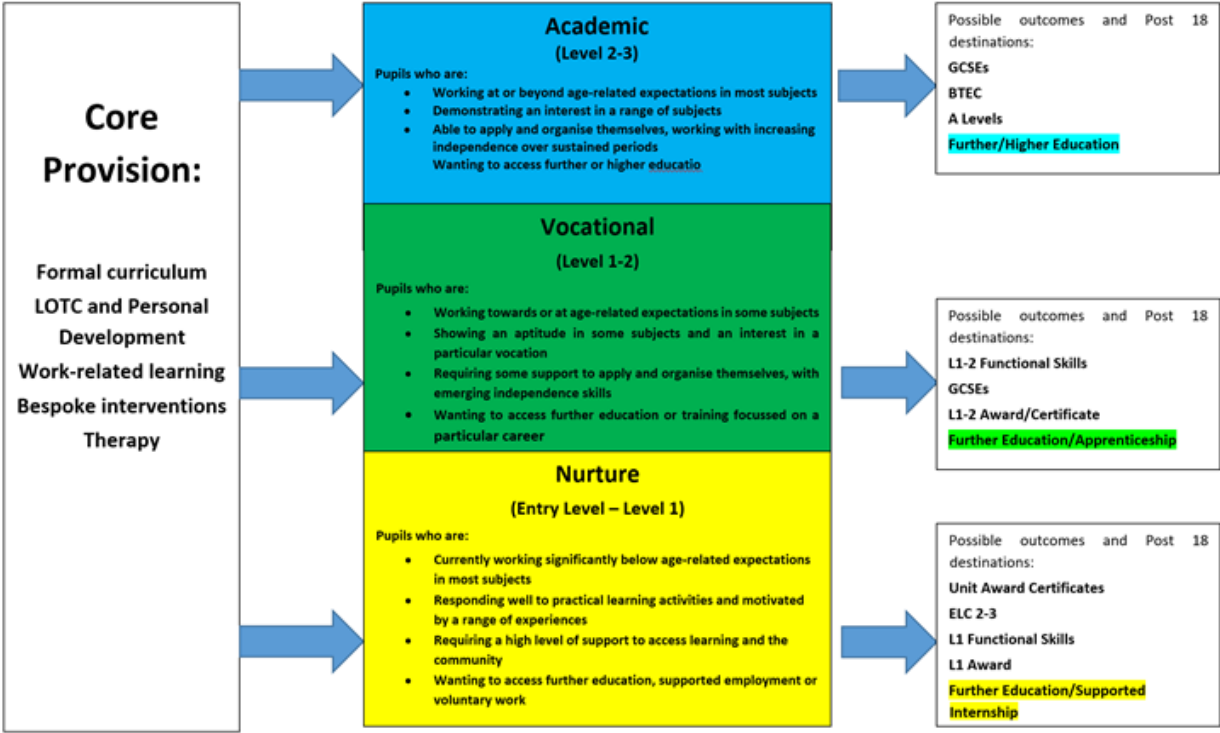 Core
Provision:
Formal curriculum
LOTC and Personal
Development
Work-related learning
Bespoke interventions
Therapy
Academic
(Level 2-3)
Pupils who are:
• Working at or beyond age-related expectations in most subjects
• Demonstrating an interest in a range of subjects
• Able to apply and organise themselves, working with increasing
independence over sustained periods
Wanting to access further or higher educatio
Vocational
(Level 1-2)
Pupils who are:
• Working towards or at age-related expectations in some subjects
• Showing an aptitude in some subjects and an interest in a
particular vocation
• Requiring some support to apply and organise themselves, with
emerging independence skills
• Wanting to access further education or training focussed on a
particular career
Nurture
(Entry Level – Level 1)
Pupils who are:
• Currently working significantly below age-related expectations
in most subjects
• Responding well to practical learning activities and motivated
by a range of experiences
• Requiring a high level of support to access learning and the
community
• Wanting to access further education, supported employment or
voluntary work
Possible outcomes and Post 18
destinations:
GCSEs
BTEC
A Levels
Further/Higher Education
Possible outcomes and Post 18
destinations:
L1-2 Functional Skills
GCSEs
L1-2 Award/Certificate
Further Education/Apprenticeship
Possible outcomes and Post 18
destinations:
Unit Award Certificates
ELC 2-3
L1 Functional Skills
L1 Award
Further Education/Supported
Internship